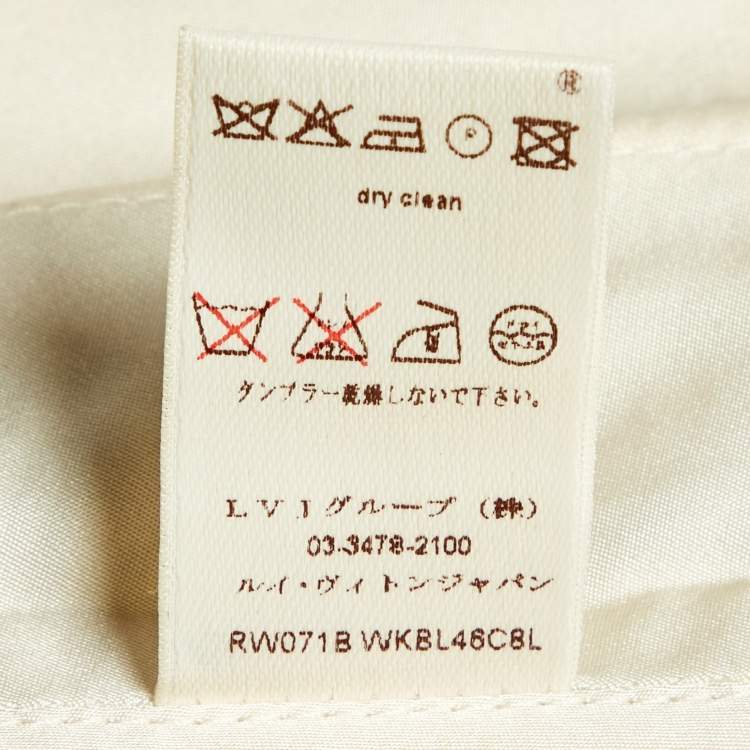 dry clean
タンブラー乾燥しないで下さい。
LVJグループ（株）
03-3478-2100
ルイ・ヴィトンジャパン
RW071B WKBL46C8L